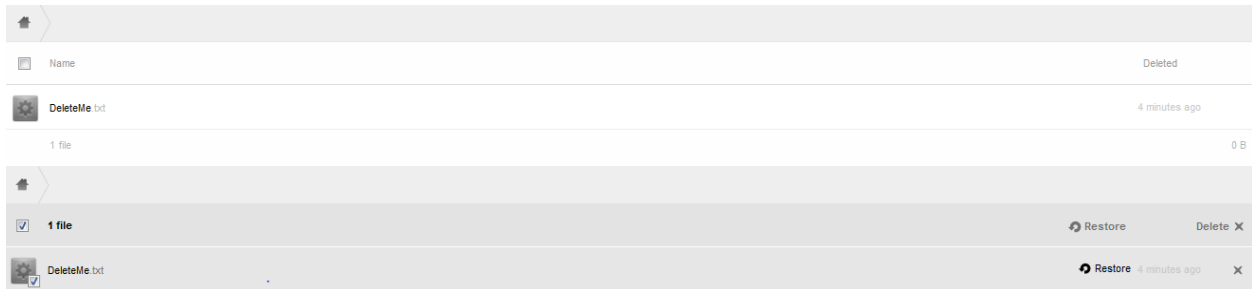 Name Deleted
DeleteMe.txt 4 minutes ago
1 file 0 B
1 file Restore Delete
DeleteMe.txt Restore 4 minutes ago